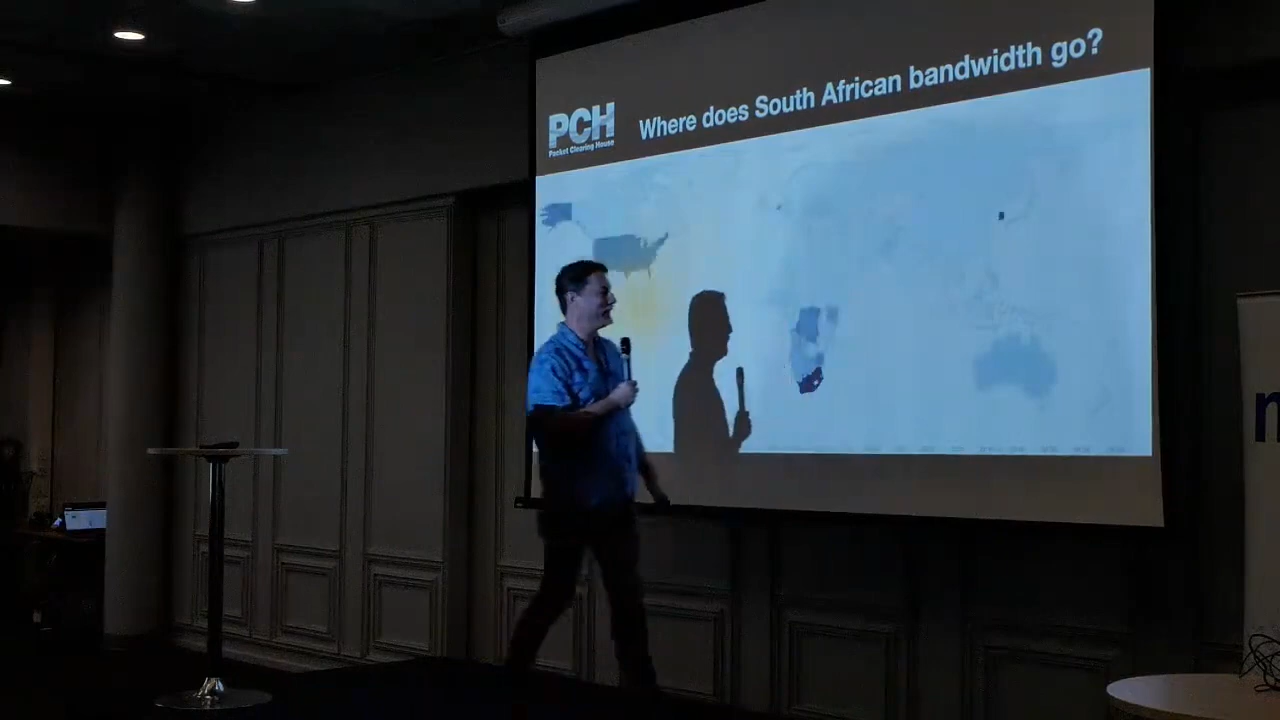 Where does South African bandwidth go?
PCH
Packet Clearing House
n